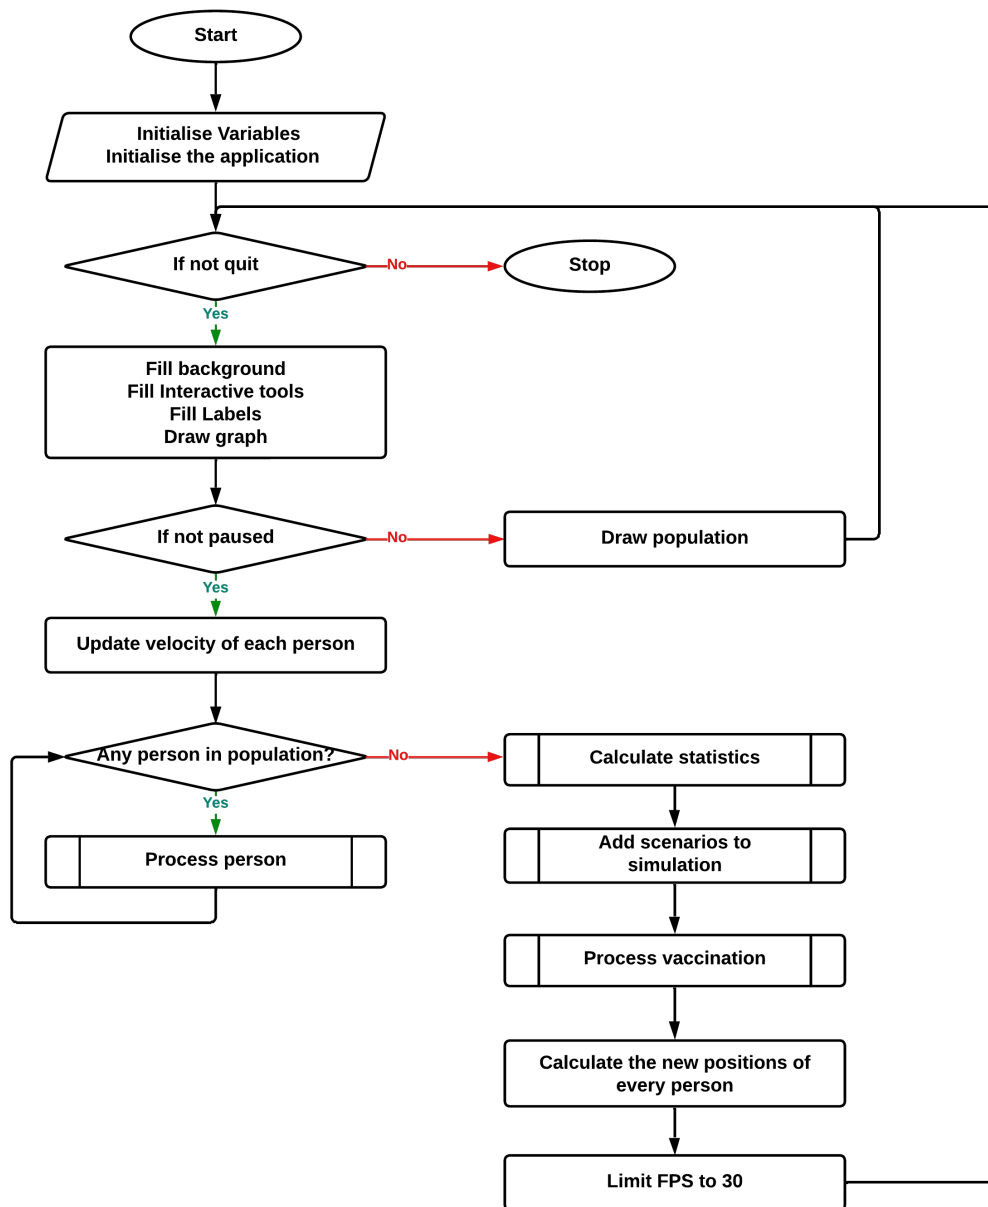 Start
Initialise Variables
Initialise the application
If not quit
No
Stop
Yes
Fill background
Fill Interactive tools
Fill Labels
Draw graph
If not paused
No
Draw population
Yes
Update velocity of each person
Any person in population?
No
Calculate statistics
Yes
Process person
Add scenarios to
simulation
Process vaccination
Calculate the new positions of
every person
Limit FPS to 30